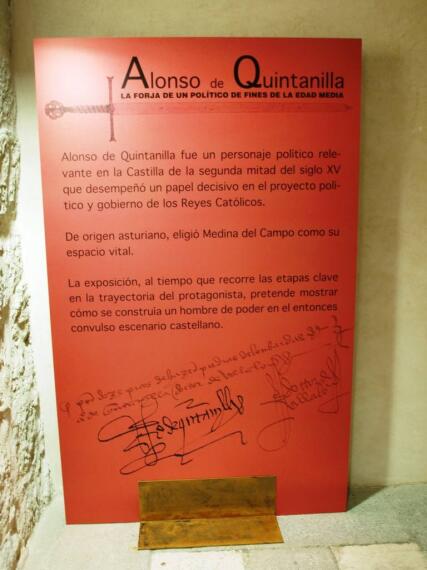 Alonso de Quintanilla
LA FORJA DE UN POLÍTICO DE FINES DE LA EDAD MEDIA
Alonso de Quintanilla fue un personaje político rele-
vante en la Castilla de la segunda mitad del siglo XV
que desempeñó un papel decisivo en el proyecto polí-
tico y gobierno de los Reyes Católicos.
De origen asturiano, eligió Medina del Campo como su
espacio vital.
La exposición, al tiempo que recorre las etapas clave
en la trayectoria del protagonista, pretende mostrar
cómo se construía un hombre de poder en el entonces
convulso escenario castellano.